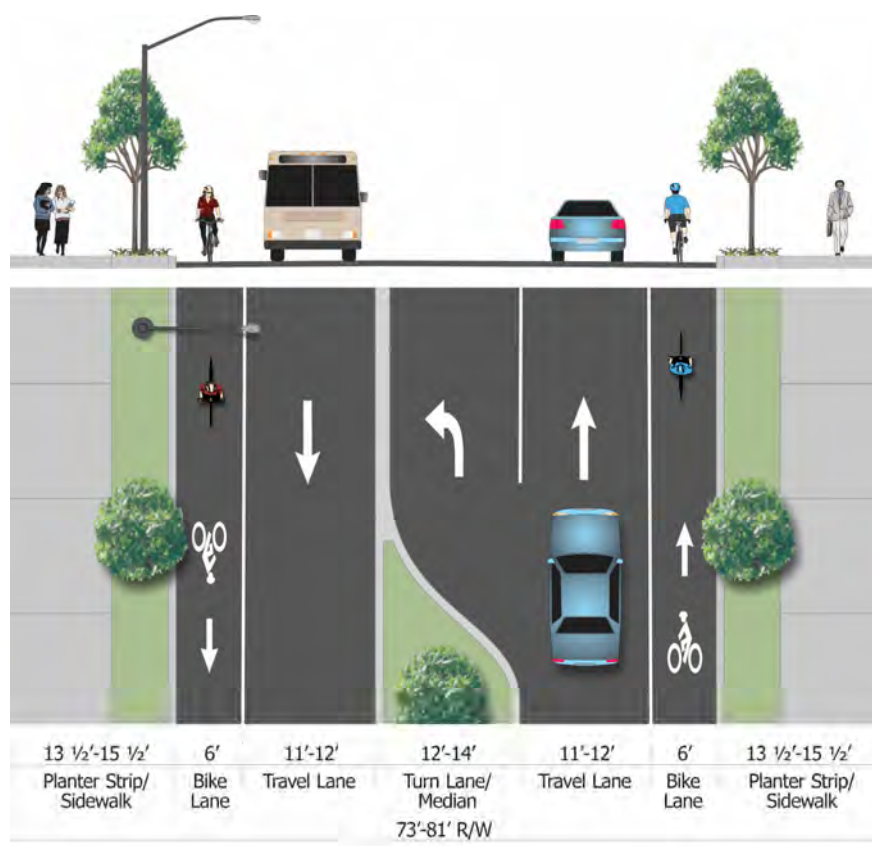 13 ½'-15 ½' 6' 11'-12' 12'-14' 11'-12' 6' 13 ½'-15 ½'
Planter Strip/ Bike Travel Lane Turn Lane/ Travel Lane Bike Planter Strip/
Sidewalk Lane Median Lane Sidewalk
73'-81' R/W